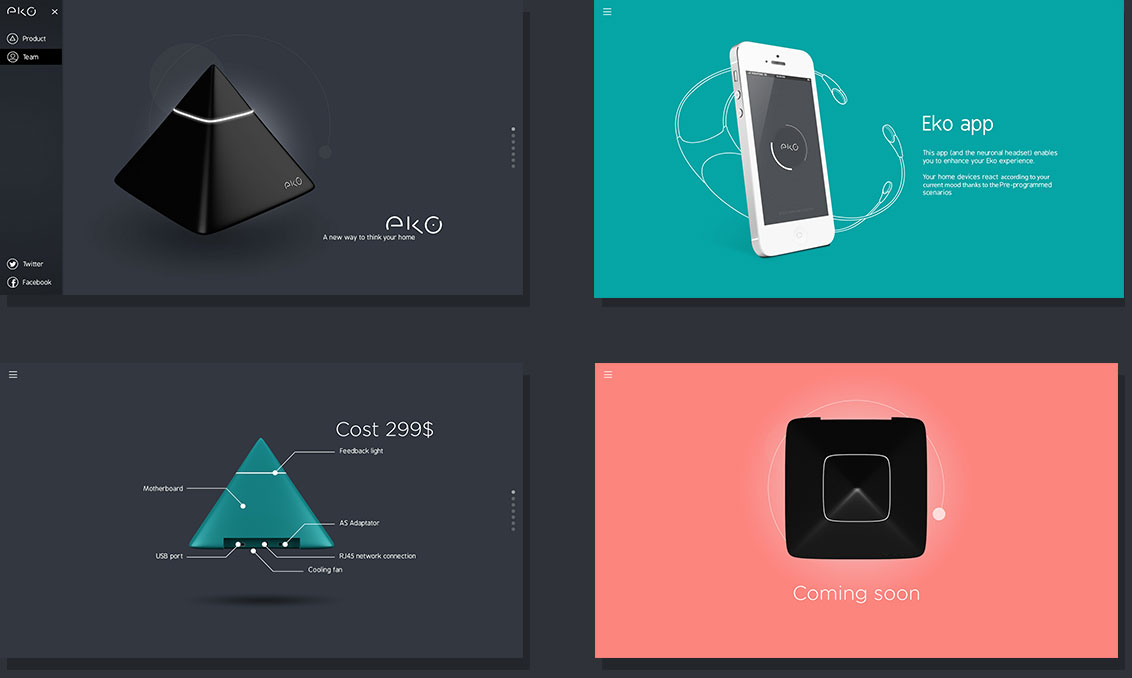 eko
Product
Team
Twitter
Facebook
eko
eko
A new way to think your home
eko
Eko app
This app (and the neuronal headset) enables
you to enhance your Eko experience.
Your home devices react according to your
current mood thanks to the Pre-programmed
scenarios
Cost 299$
Feedback light
Motherboard
AS Adaptator
USB port
RJ45 network connection
Cooling fan
Coming soon